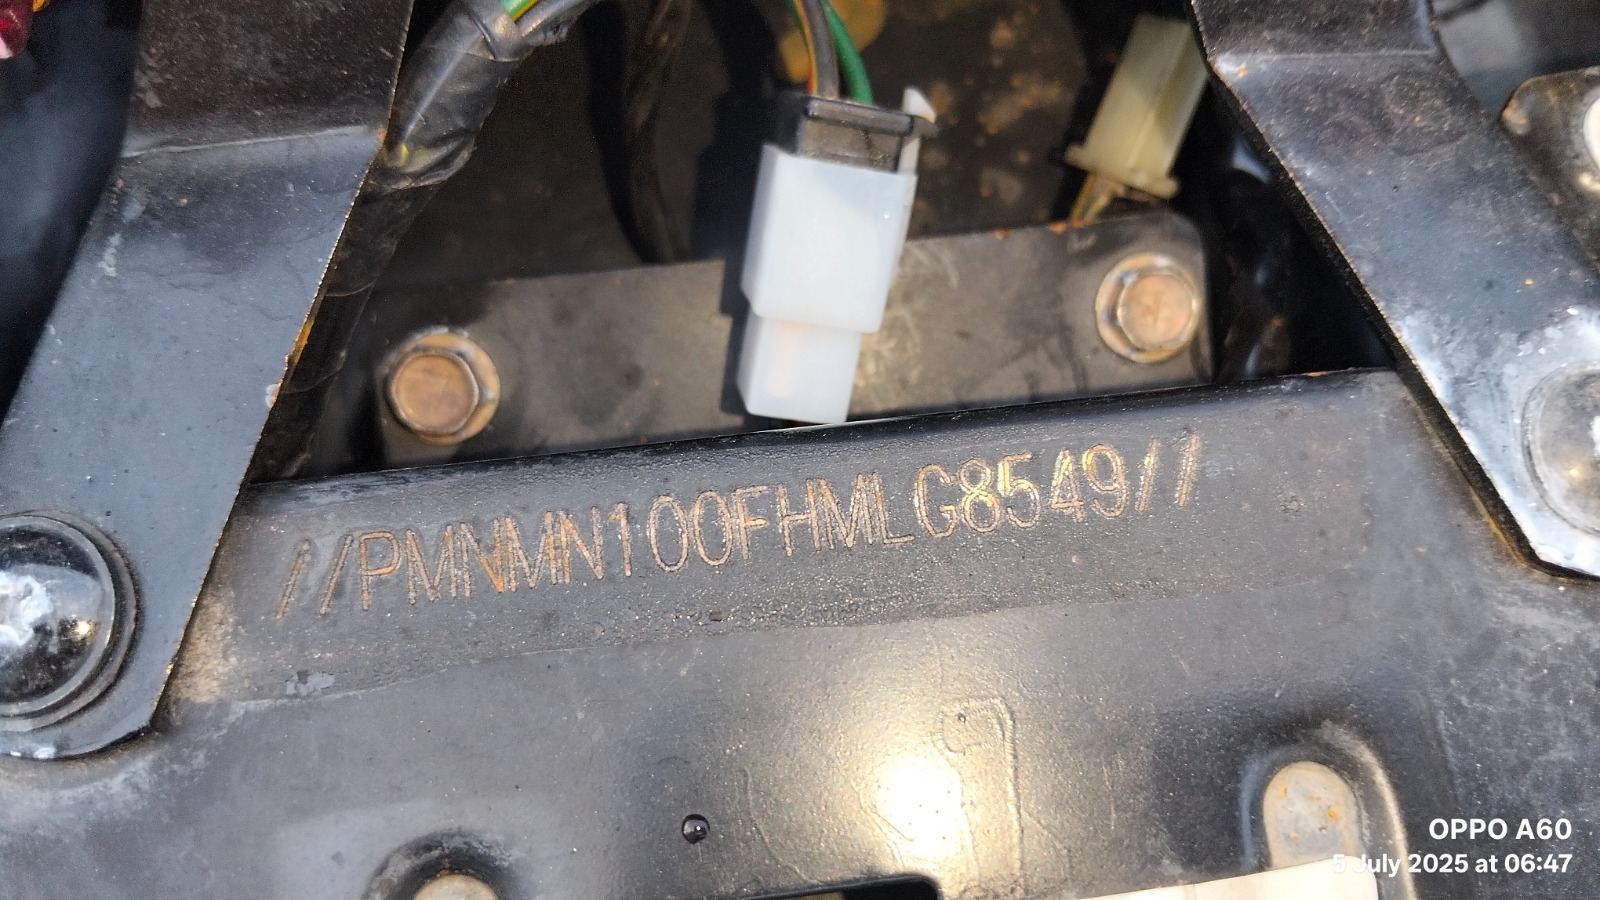 //PMNMN100FHMLG8549//
OPPO A60
5 July 2025 at 06:47